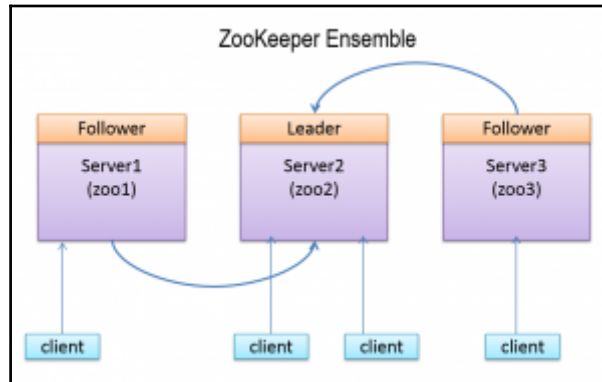 ZooKeeper Ensemble
Follower
Leader
Follower
Server1
(zoo1)
Server2
(zoo2)
Server3
(zoo3)
client
client
client
client